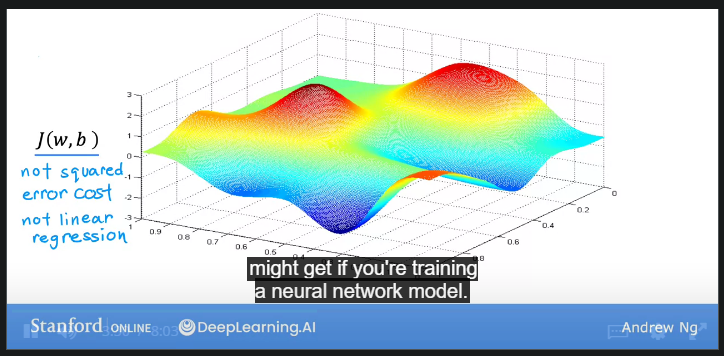 3
2
1
0
-1
-2
-3
J(w,b)
not squared
error cost
not linear
regression
1
0.9
0.8
0.7
0.6
0.5
0.8
0.6
0.4
0.2
0
might get if you're training
a neural network model.
Stanford ONLINE
DeepLearning.AI
Andrew Ng